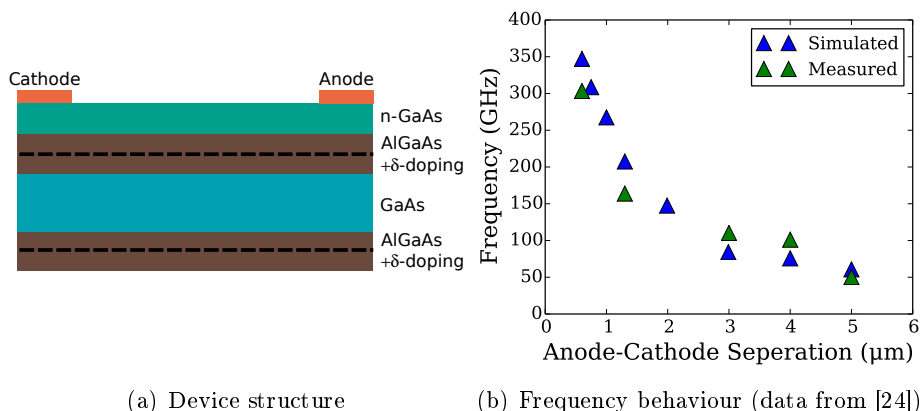 Cathode
Anode
n-GaAs
AlGaAs
+δ-doping
GaAs
AlGaAs
+δ-doping
(a) Device structure
Frequency (GHz)
400
350
300
250
200
150
100
50
0
0 1 2 3 4 5 6
Anode-Cathode Seperation (μm)
Simulated
Measured
(b) Frequency behaviour (data from [24])